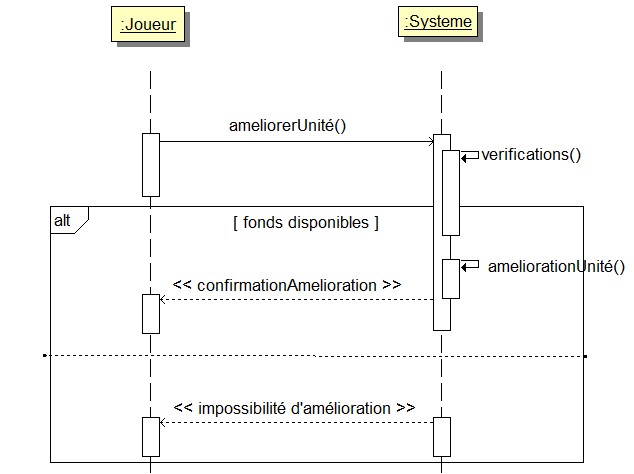 :Joueur
:Systeme
ameliorerUnité()
verifications()
alt
[ fonds disponibles ]
ameliorationUnité()
<< confirmationAmelioration >>
<< impossibilité d'amélioration >>